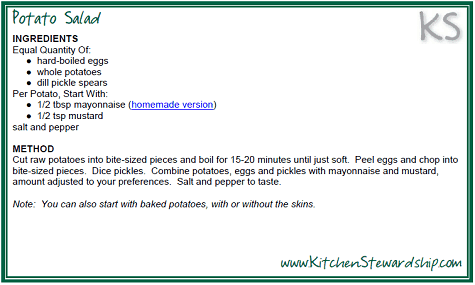 Potato Salad
KS
INGREDIENTS
Equal Quantity Of:
• hard-boiled eggs
• whole potatoes
• dill pickle spears
Per Potato, Start With:
• 1/2 tbsp mayonnaise (homemade version)
• 1/2 tsp mustard
salt and pepper
METHOD
Cut raw potatoes into bite-sized pieces and boil for 15-20 minutes until just soft. Peel eggs and chop into
bite-sized pieces. Dice pickles. Combine potatoes, eggs and pickles with mayonnaise and mustard,
amount adjusted to your preferences. Salt and pepper to taste.
Note: You can also start with baked potatoes, with or without the skins.
www.KitchenStewardship.com